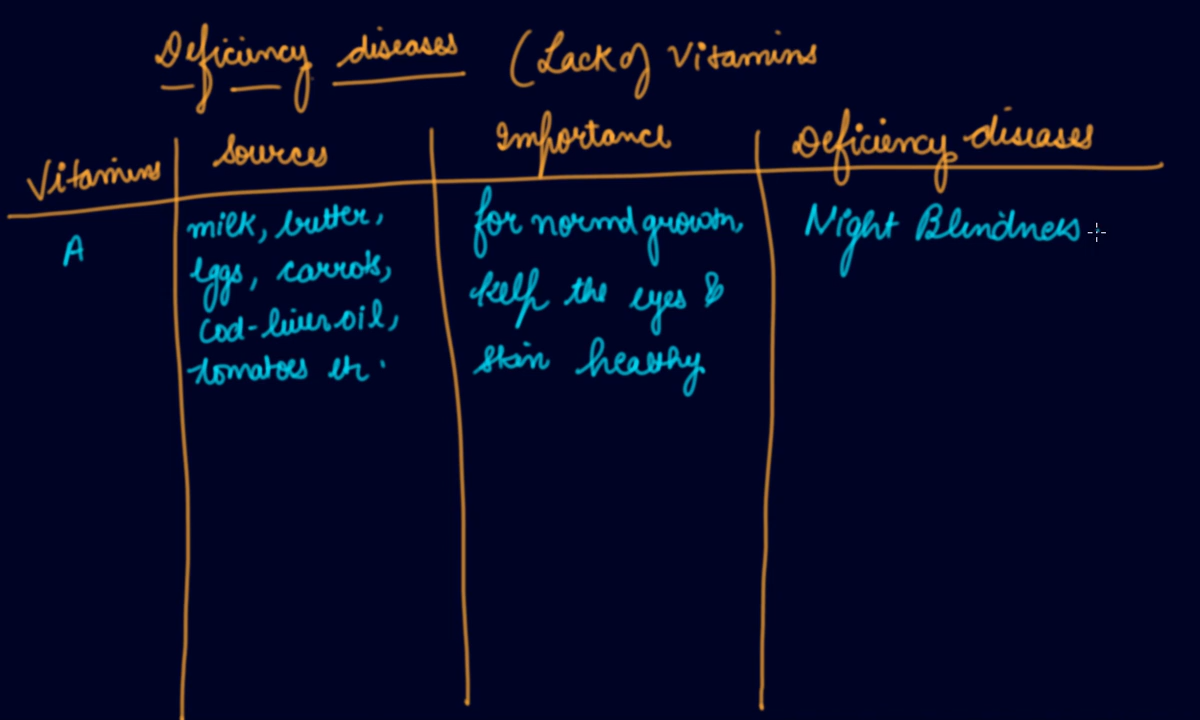 Deficiency diseases (Lack of Vitamins
Vitamins Sources Importance Deficiency diseases
A milk, butter, for normal growth, Night Blindness
eggs, carrots, help the eyes &
cod-liver oil, skin healthy
tomatoes etc.